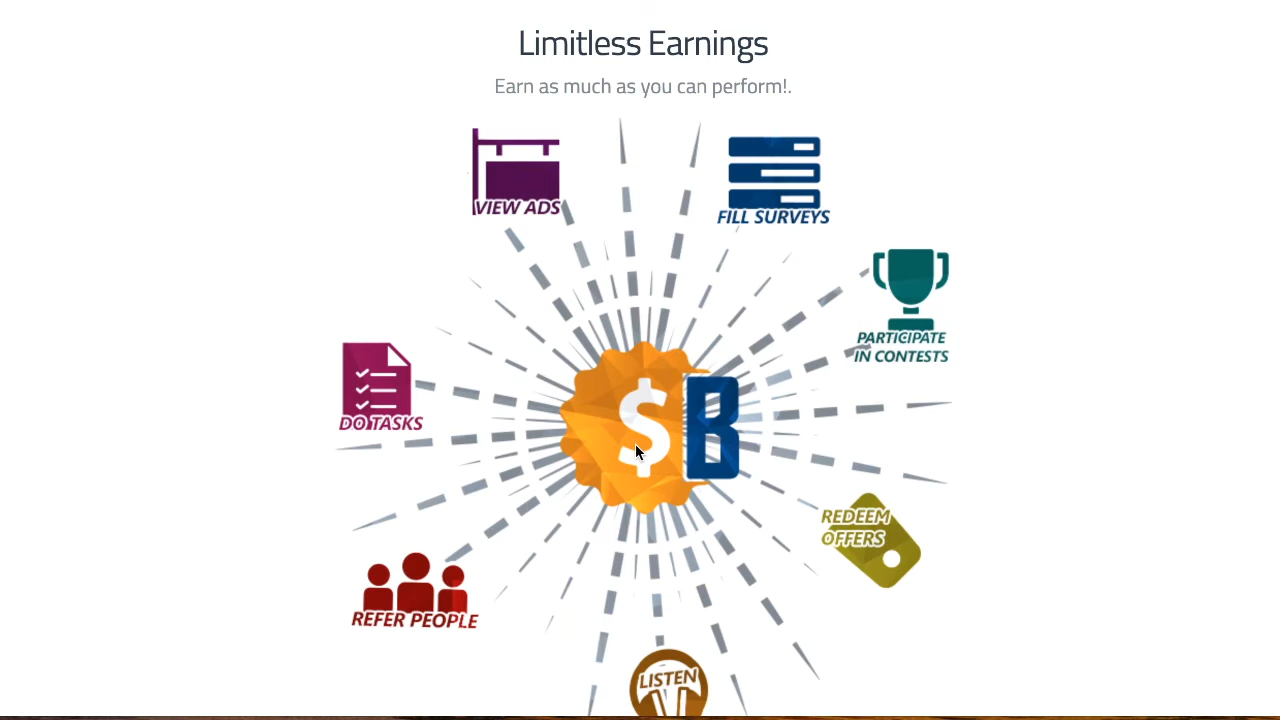 Limitless Earnings
Earn as much as you can perform!.
VIEW ADS
FILL SURVEYS
PARTICIPATE
IN CONTESTS
DO TASKS
$B
REDEEM
OFFERS
REFER PEOPLE
LISTEN